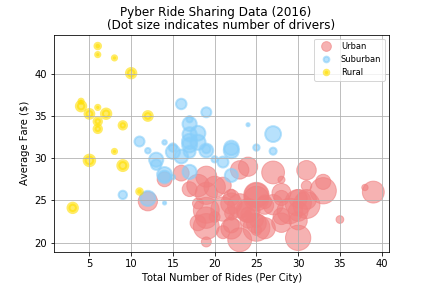 Pyber Ride Sharing Data (2016)
(Dot size indicates number of drivers)
Urban
Suburban
Rural
Average Fare ($)
40
35
30
25
20
5 10 15 20 25 30 35 40
Total Number of Rides (Per City)